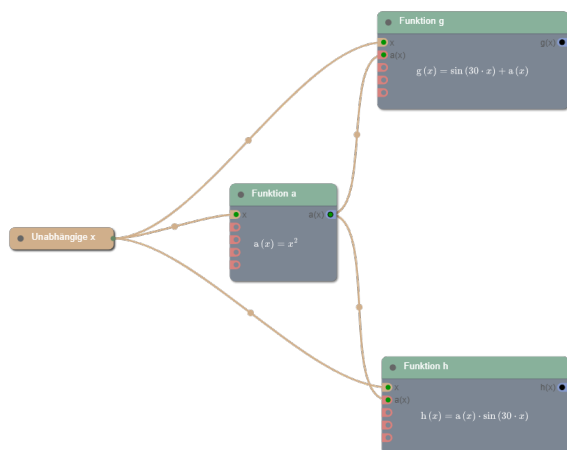 Funktion g
x
g(x)
a(x)
g (x) = sin (30 · x) + a (x)
Funktion a
x
a(x)
a (x) = x²
Unabhängige x
Funktion h
x
h(x)
a(x)
h (x) = a (x) · sin (30 · x)